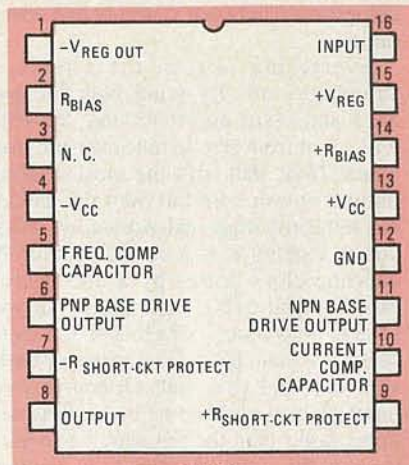 1
-VREG OUT
2
RBIAS
3
N. C.
4
-VCC
5
FREQ. COMP
CAPACITOR
6
PNP BASE DRIVE
OUTPUT
7
-R SHORT-CKT PROTECT
8
OUTPUT
16
INPUT
15
+VREG
14
+RBIAS
13
+VCC
12
GND
11
NPN BASE
DRIVE OUTPUT
10
CURRENT
COMP.
CAPACITOR
9
+RSHORT-CKT PROTECT